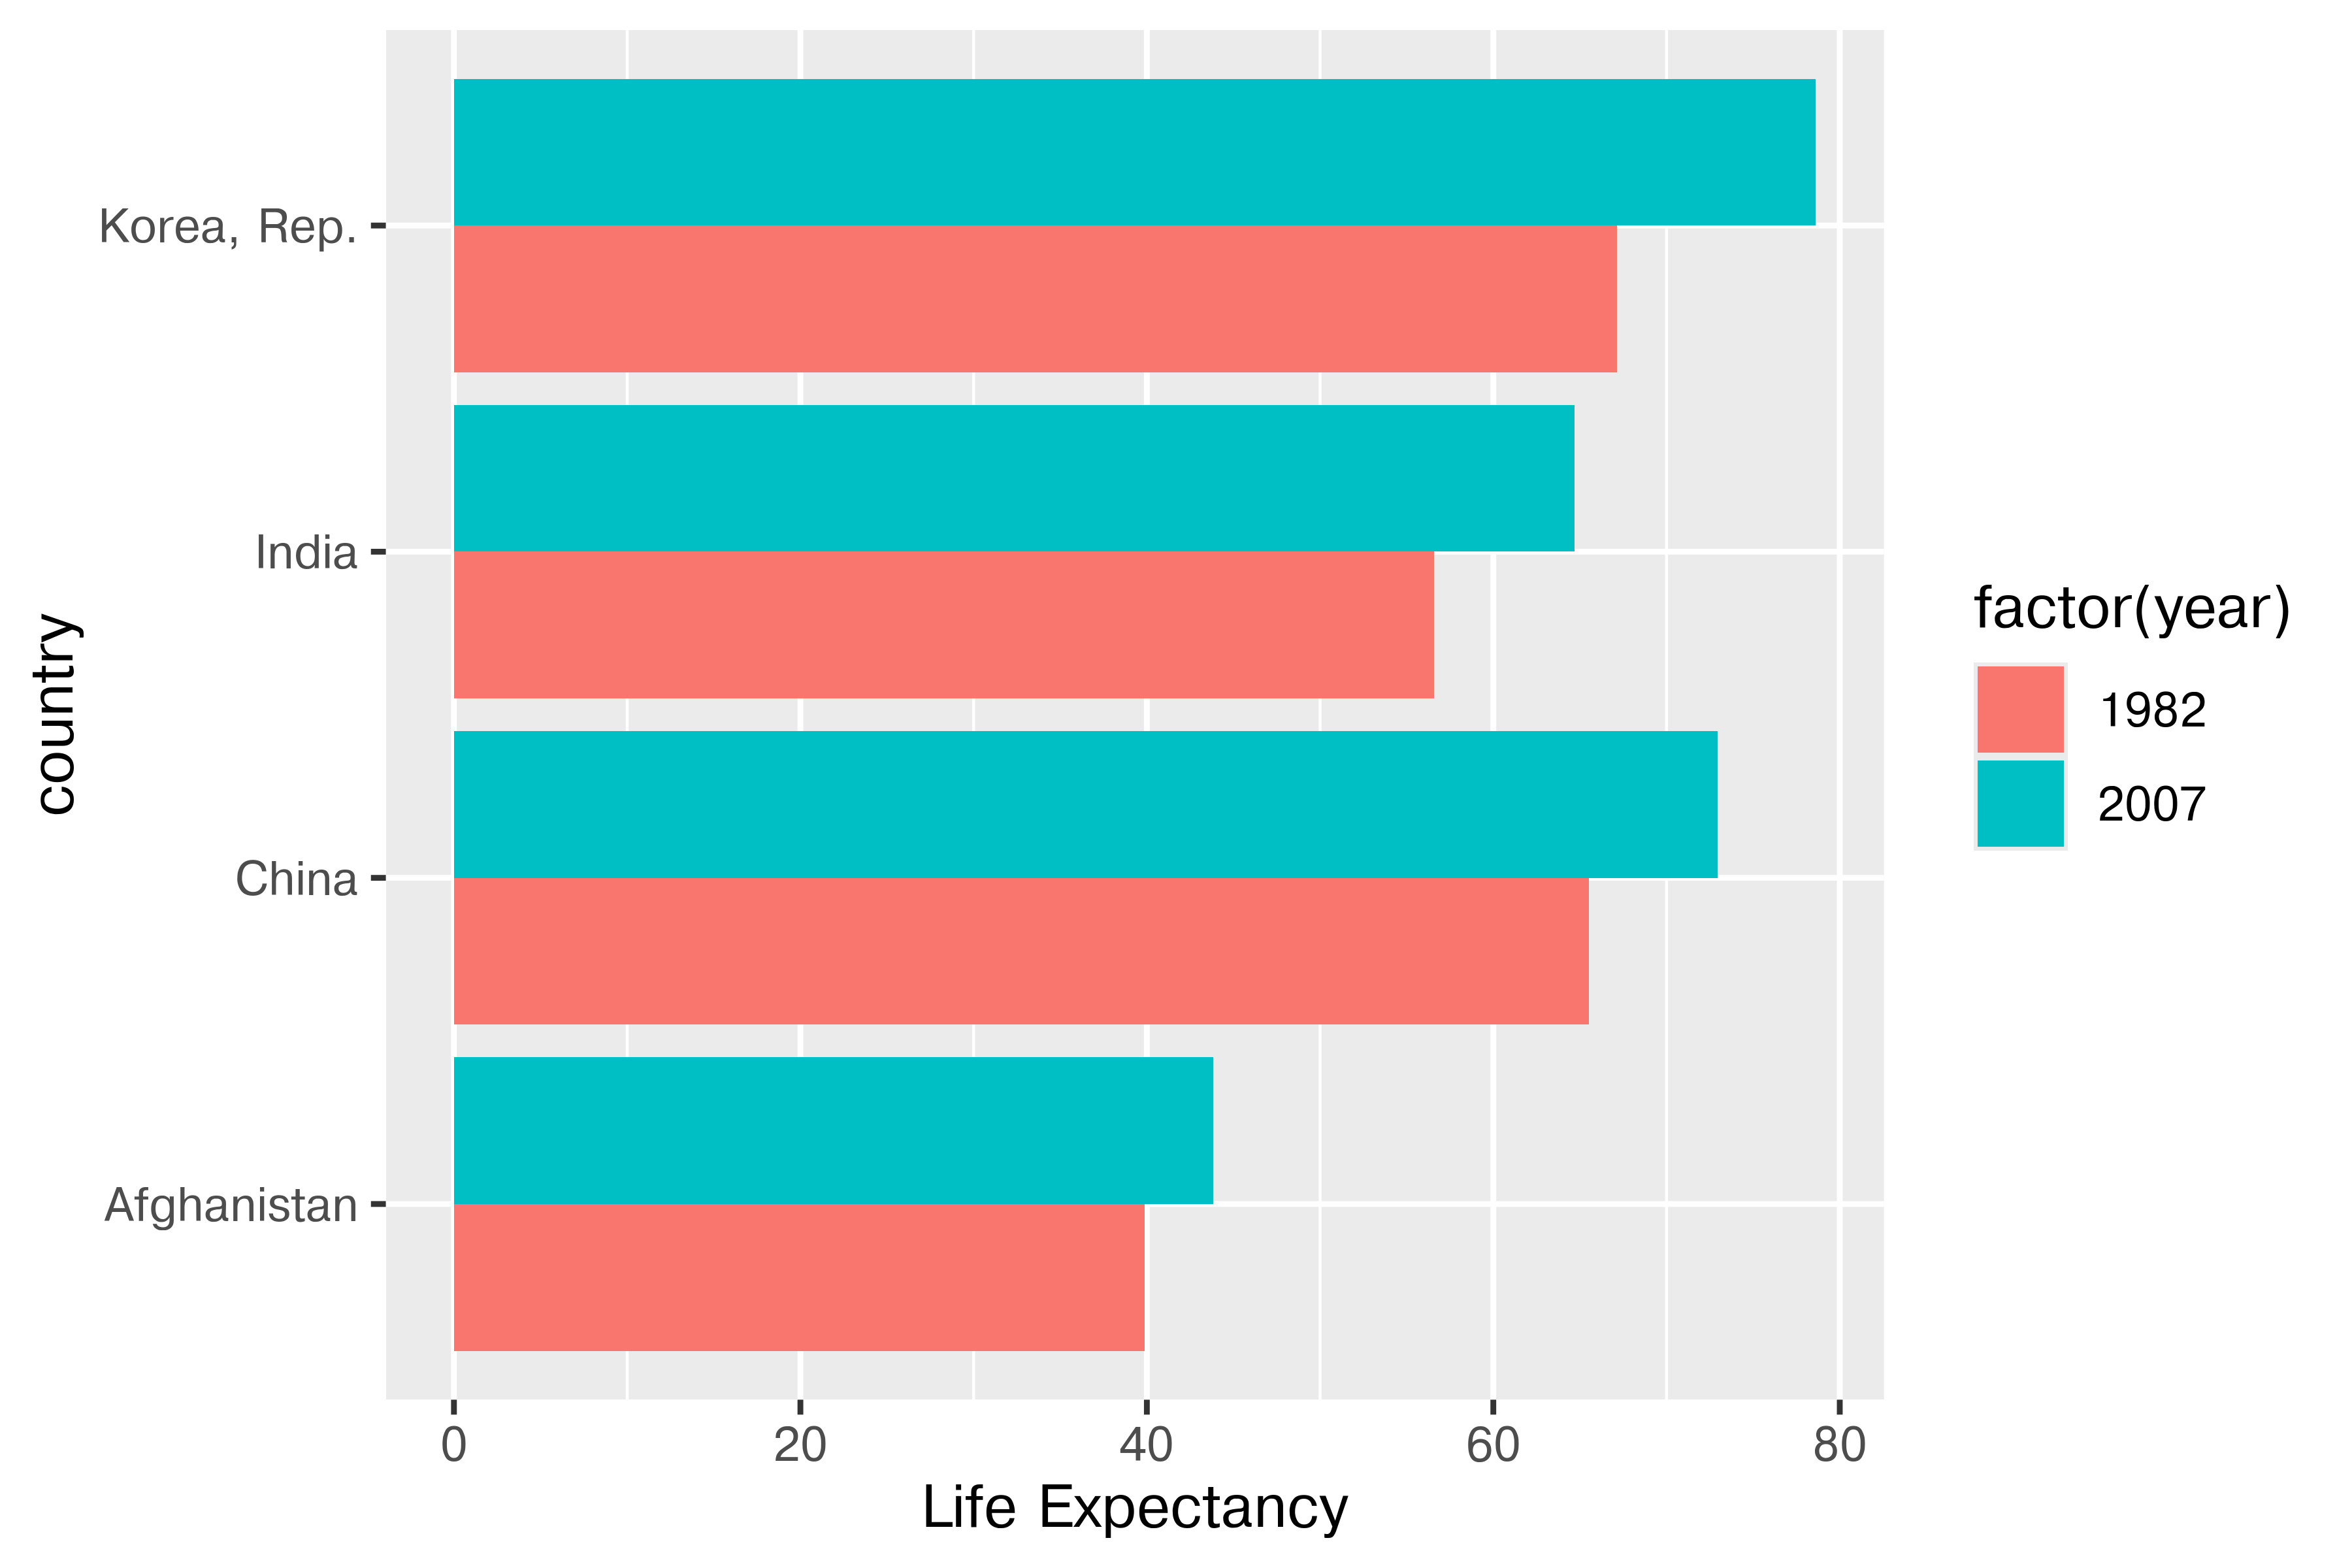 country
Korea, Rep.
India
China
Afghanistan
0 20 40 60 80
Life Expectancy
factor(year)
1982
2007